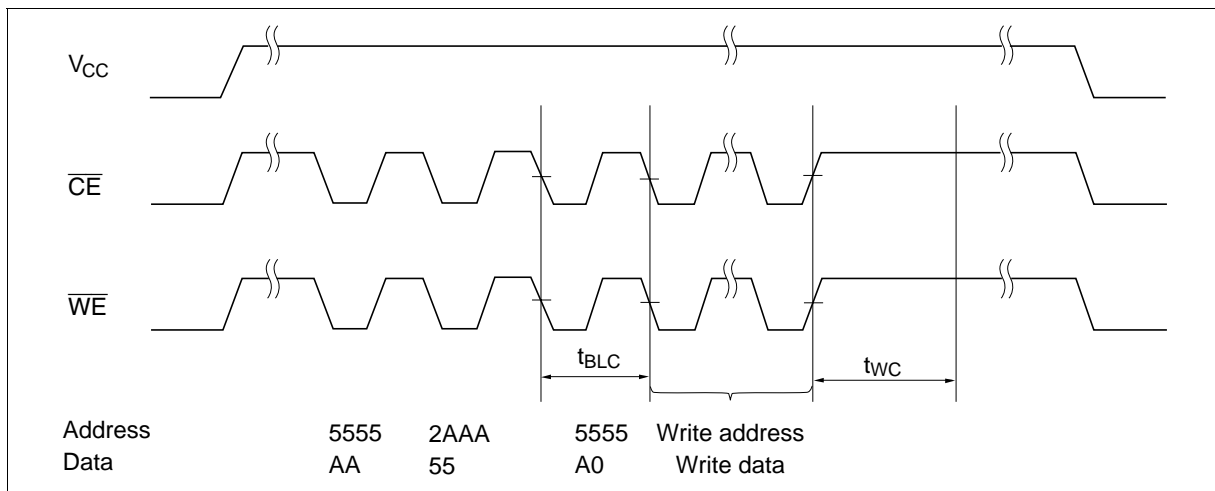 VCC
CE
WE
tBLC
tWC
Address 5555 2AAA 5555 Write address
Data AA 55 A0 Write data